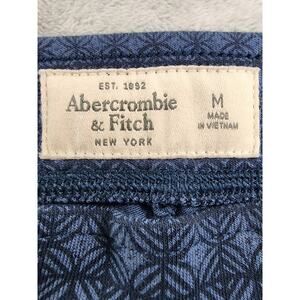 EST. 1892
Abercrombie
& Fitch
NEW YORK
M
MADE
IN VIETNAM